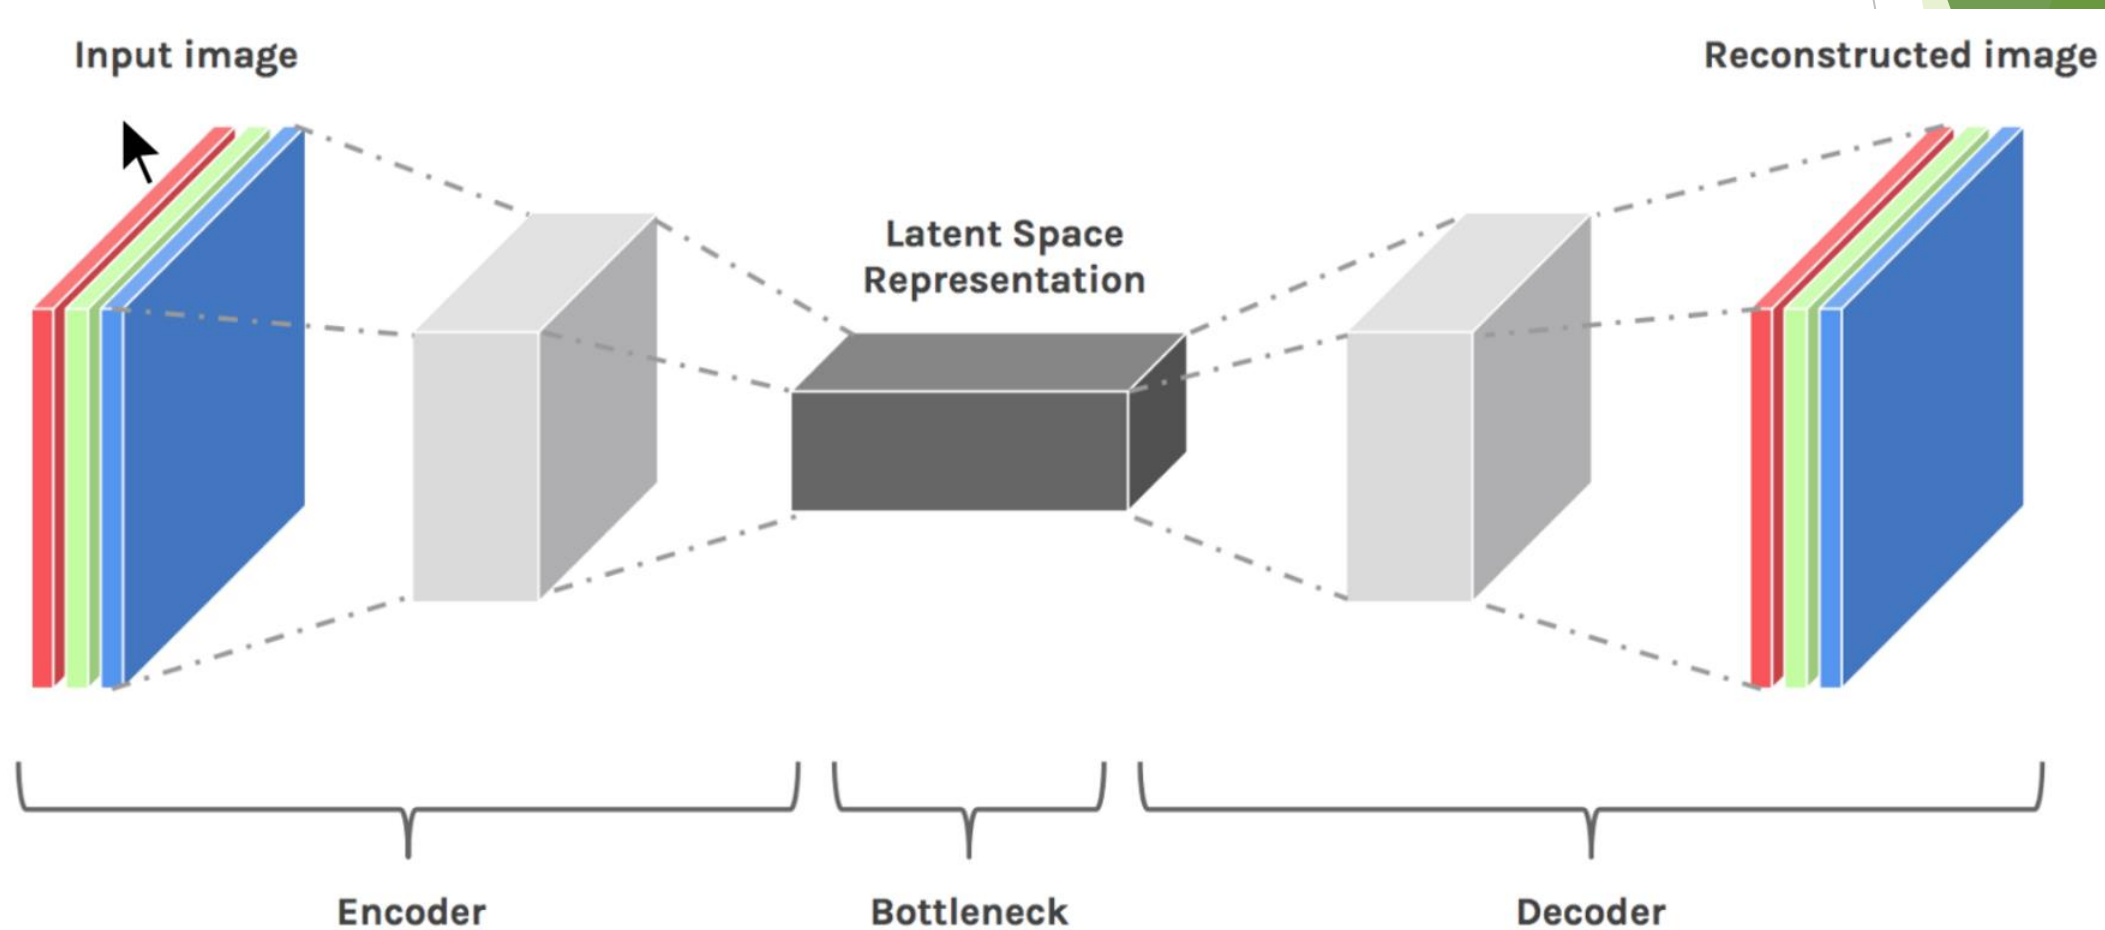 Input image
Reconstructed image
Latent Space
Representation
Encoder
Bottleneck
Decoder